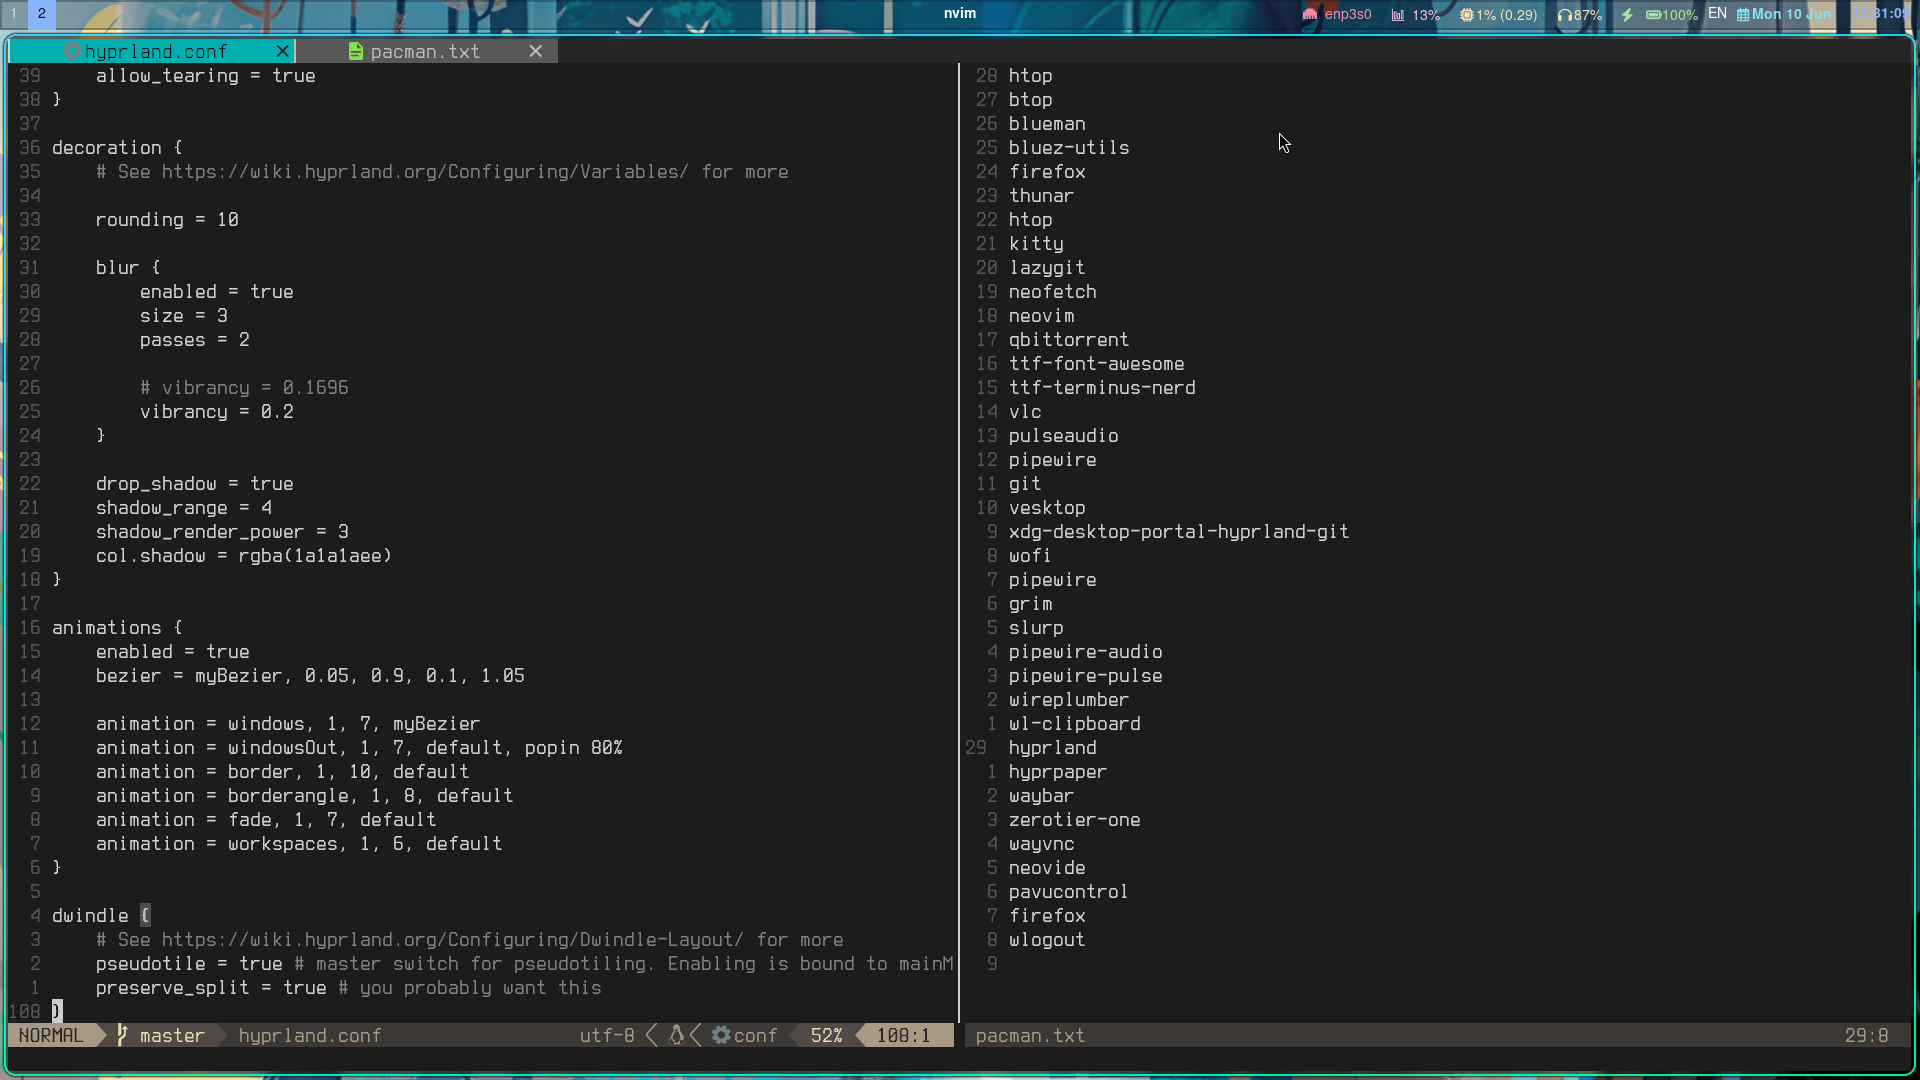 1 2 nvim enp3s0 13% 1% (0.29) 87% 100% EN Mon 10 Jun 11:31:09
hyprland.conf pacman.txt
39 allow_tearing = true
38 }
37
36 decoration {
35 # See https://wiki.hyprland.org/Configuring/Variables/ for more
34
33 rounding = 10
32
31 blur {
30 enabled = true
29 size = 3
28 passes = 2
27
26 # vibrancy = 0.1696
25 vibrancy = 0.2
24 }
23
22 drop_shadow = true
21 shadow_range = 4
20 shadow_render_power = 3
19 col.shadow = rgba(1a1a1aee)
18 }
17
16 animations {
15 enabled = true
14 bezier = myBezier, 0.05, 0.9, 0.1, 1.05
13
12 animation = windows, 1, 7, myBezier
11 animation = windowsOut, 1, 7, default, popin 80%
10 animation = border, 1, 10, default
9 animation = borderangle, 1, 8, default
8 animation = fade, 1, 7, default
7 animation = workspaces, 1, 6, default
6 }
5
4 dwindle {
3 # See https://wiki.hyprland.org/Configuring/Dwindle-Layout/ for more
2 pseudotile = true # master switch for pseudotiling. Enabling is bound to mainM
1 preserve_split = true # you probably want this
108 }
NORMAL master hyprland.conf utf-8 conf 52% 108:1
28 htop
27 btop
26 blueman
25 bluez-utils
24 firefox
23 thunar
22 htop
21 kitty
20 lazygit
19 neofetch
18 neovim
17 qbittorrent
16 ttf-font-awesome
15 ttf-terminus-nerd
14 vlc
13 pulseaudio
12 pipewire
11 git
10 vesktop
9 xdg-desktop-portal-hyprland-git
8 wofi
7 pipewire
6 grim
5 slurp
4 pipewire-audio
3 pipewire-pulse
2 wireplumber
1 wl-clipboard
29 hyprland
1 hyprpaper
2 waybar
3 zerotier-one
4 wayvnc
5 neovide
6 pavucontrol
7 firefox
8 wlogout
9
pacman.txt 29:8